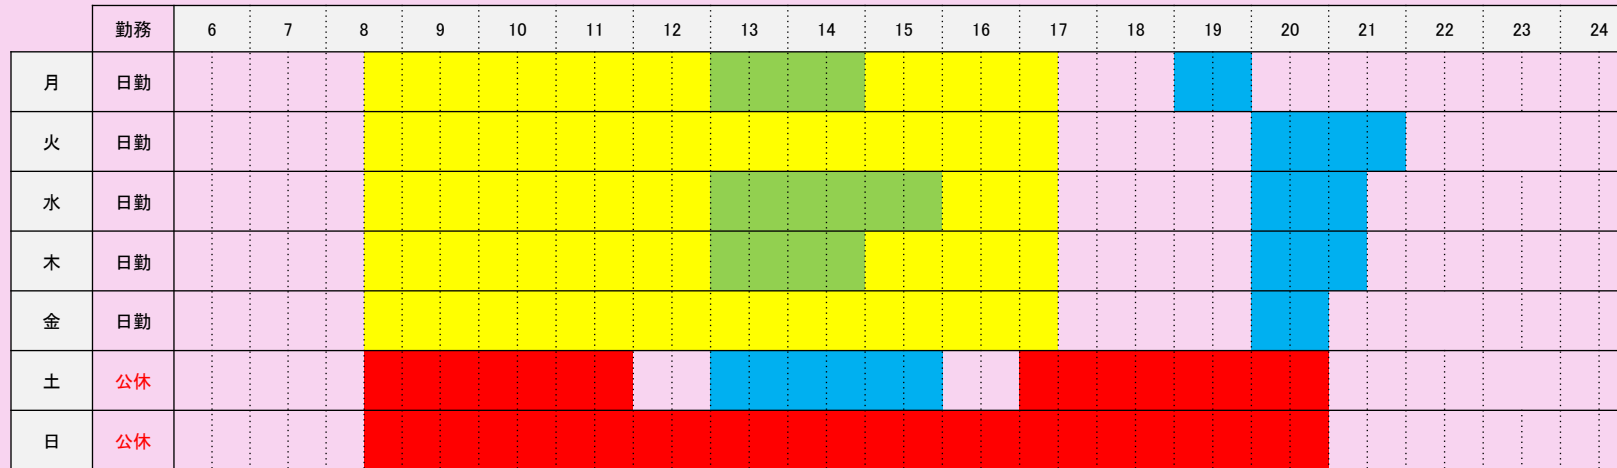 勤務 6 7 8 9 10 11 12 13 14 15 16 17 18 19 20 21 22 23 24
月 日勤
火 日勤
水 日勤
木 日勤
金 日勤
土 公休
日 公休